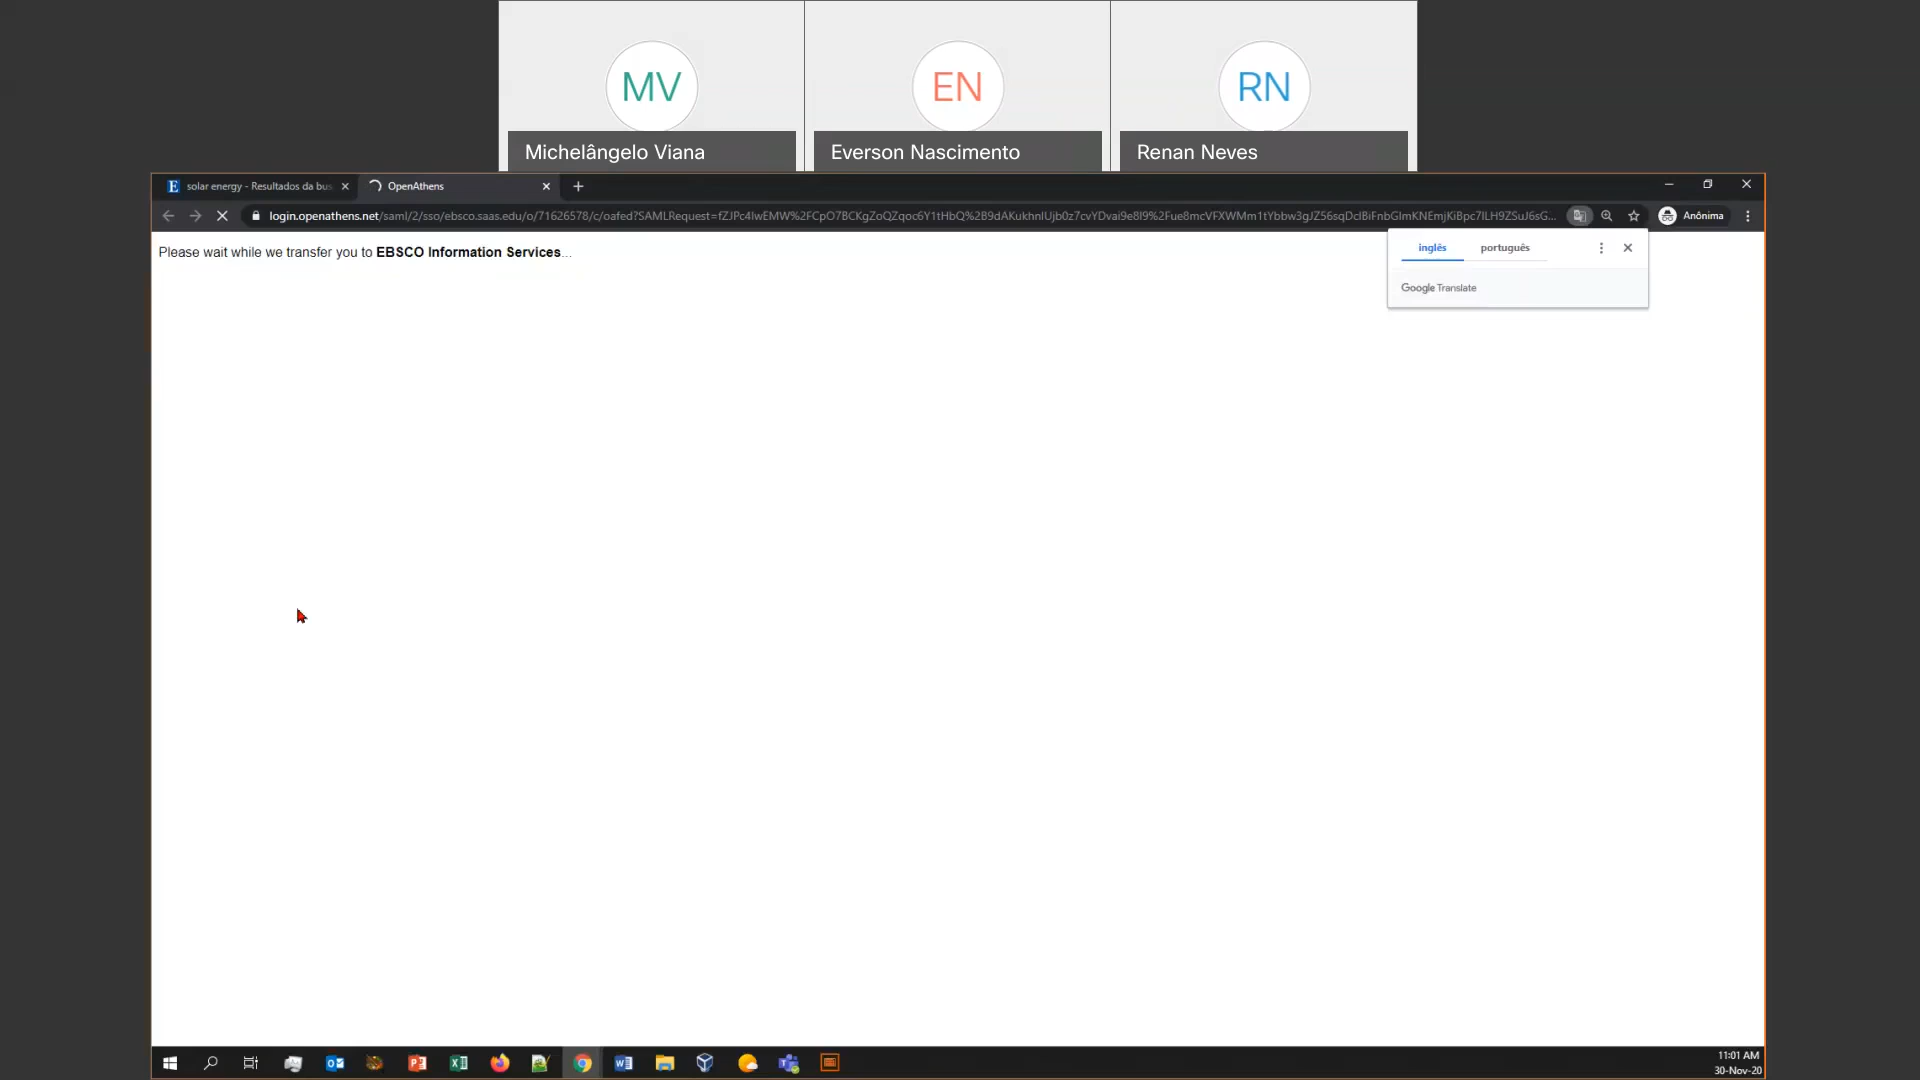 MV
EN
RN
Michelângelo Viana
Everson Nascimento
Renan Neves
E solar energy - Resultados da bus
OpenAthens
login.openathens.net/saml/2/sso/ebsco.saas.edu/o/71626578/c/oafed?SAMLRequest=
Anônima
Please wait while we transfer you to EBSCO Information Services...
inglês
português
Google Translate
11:01 AM
30-Nov-20